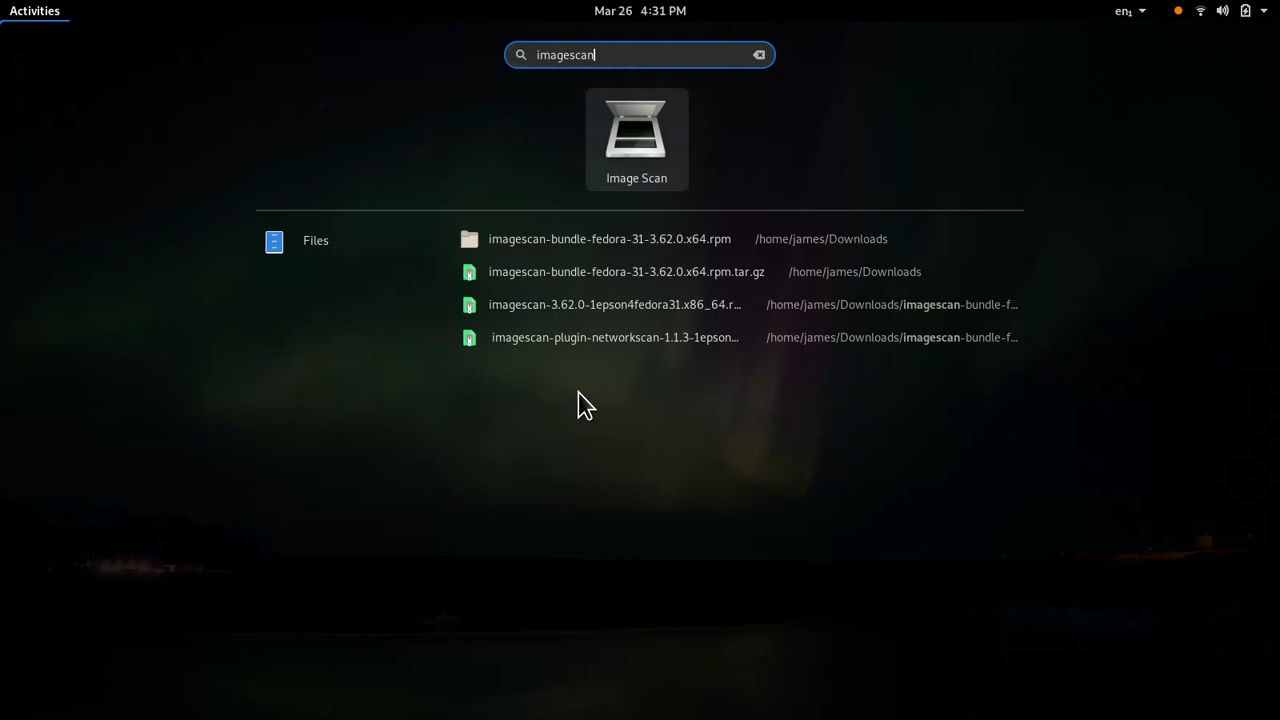 Activities
Mar 26 4:31 PM
en₁
imagescan
Image Scan
Files
imagescan-bundle-fedora-31-3.62.0.x64.rpm /home/james/Downloads
imagescan-bundle-fedora-31-3.62.0.x64.rpm.tar.gz /home/james/Downloads
imagescan-3.62.0-1epson4fedora31.x86_64.r... /home/james/Downloads/imagescan-bundle-f...
imagescan-plugin-networkscan-1.1.3-1epson... /home/james/Downloads/imagescan-bundle-f...